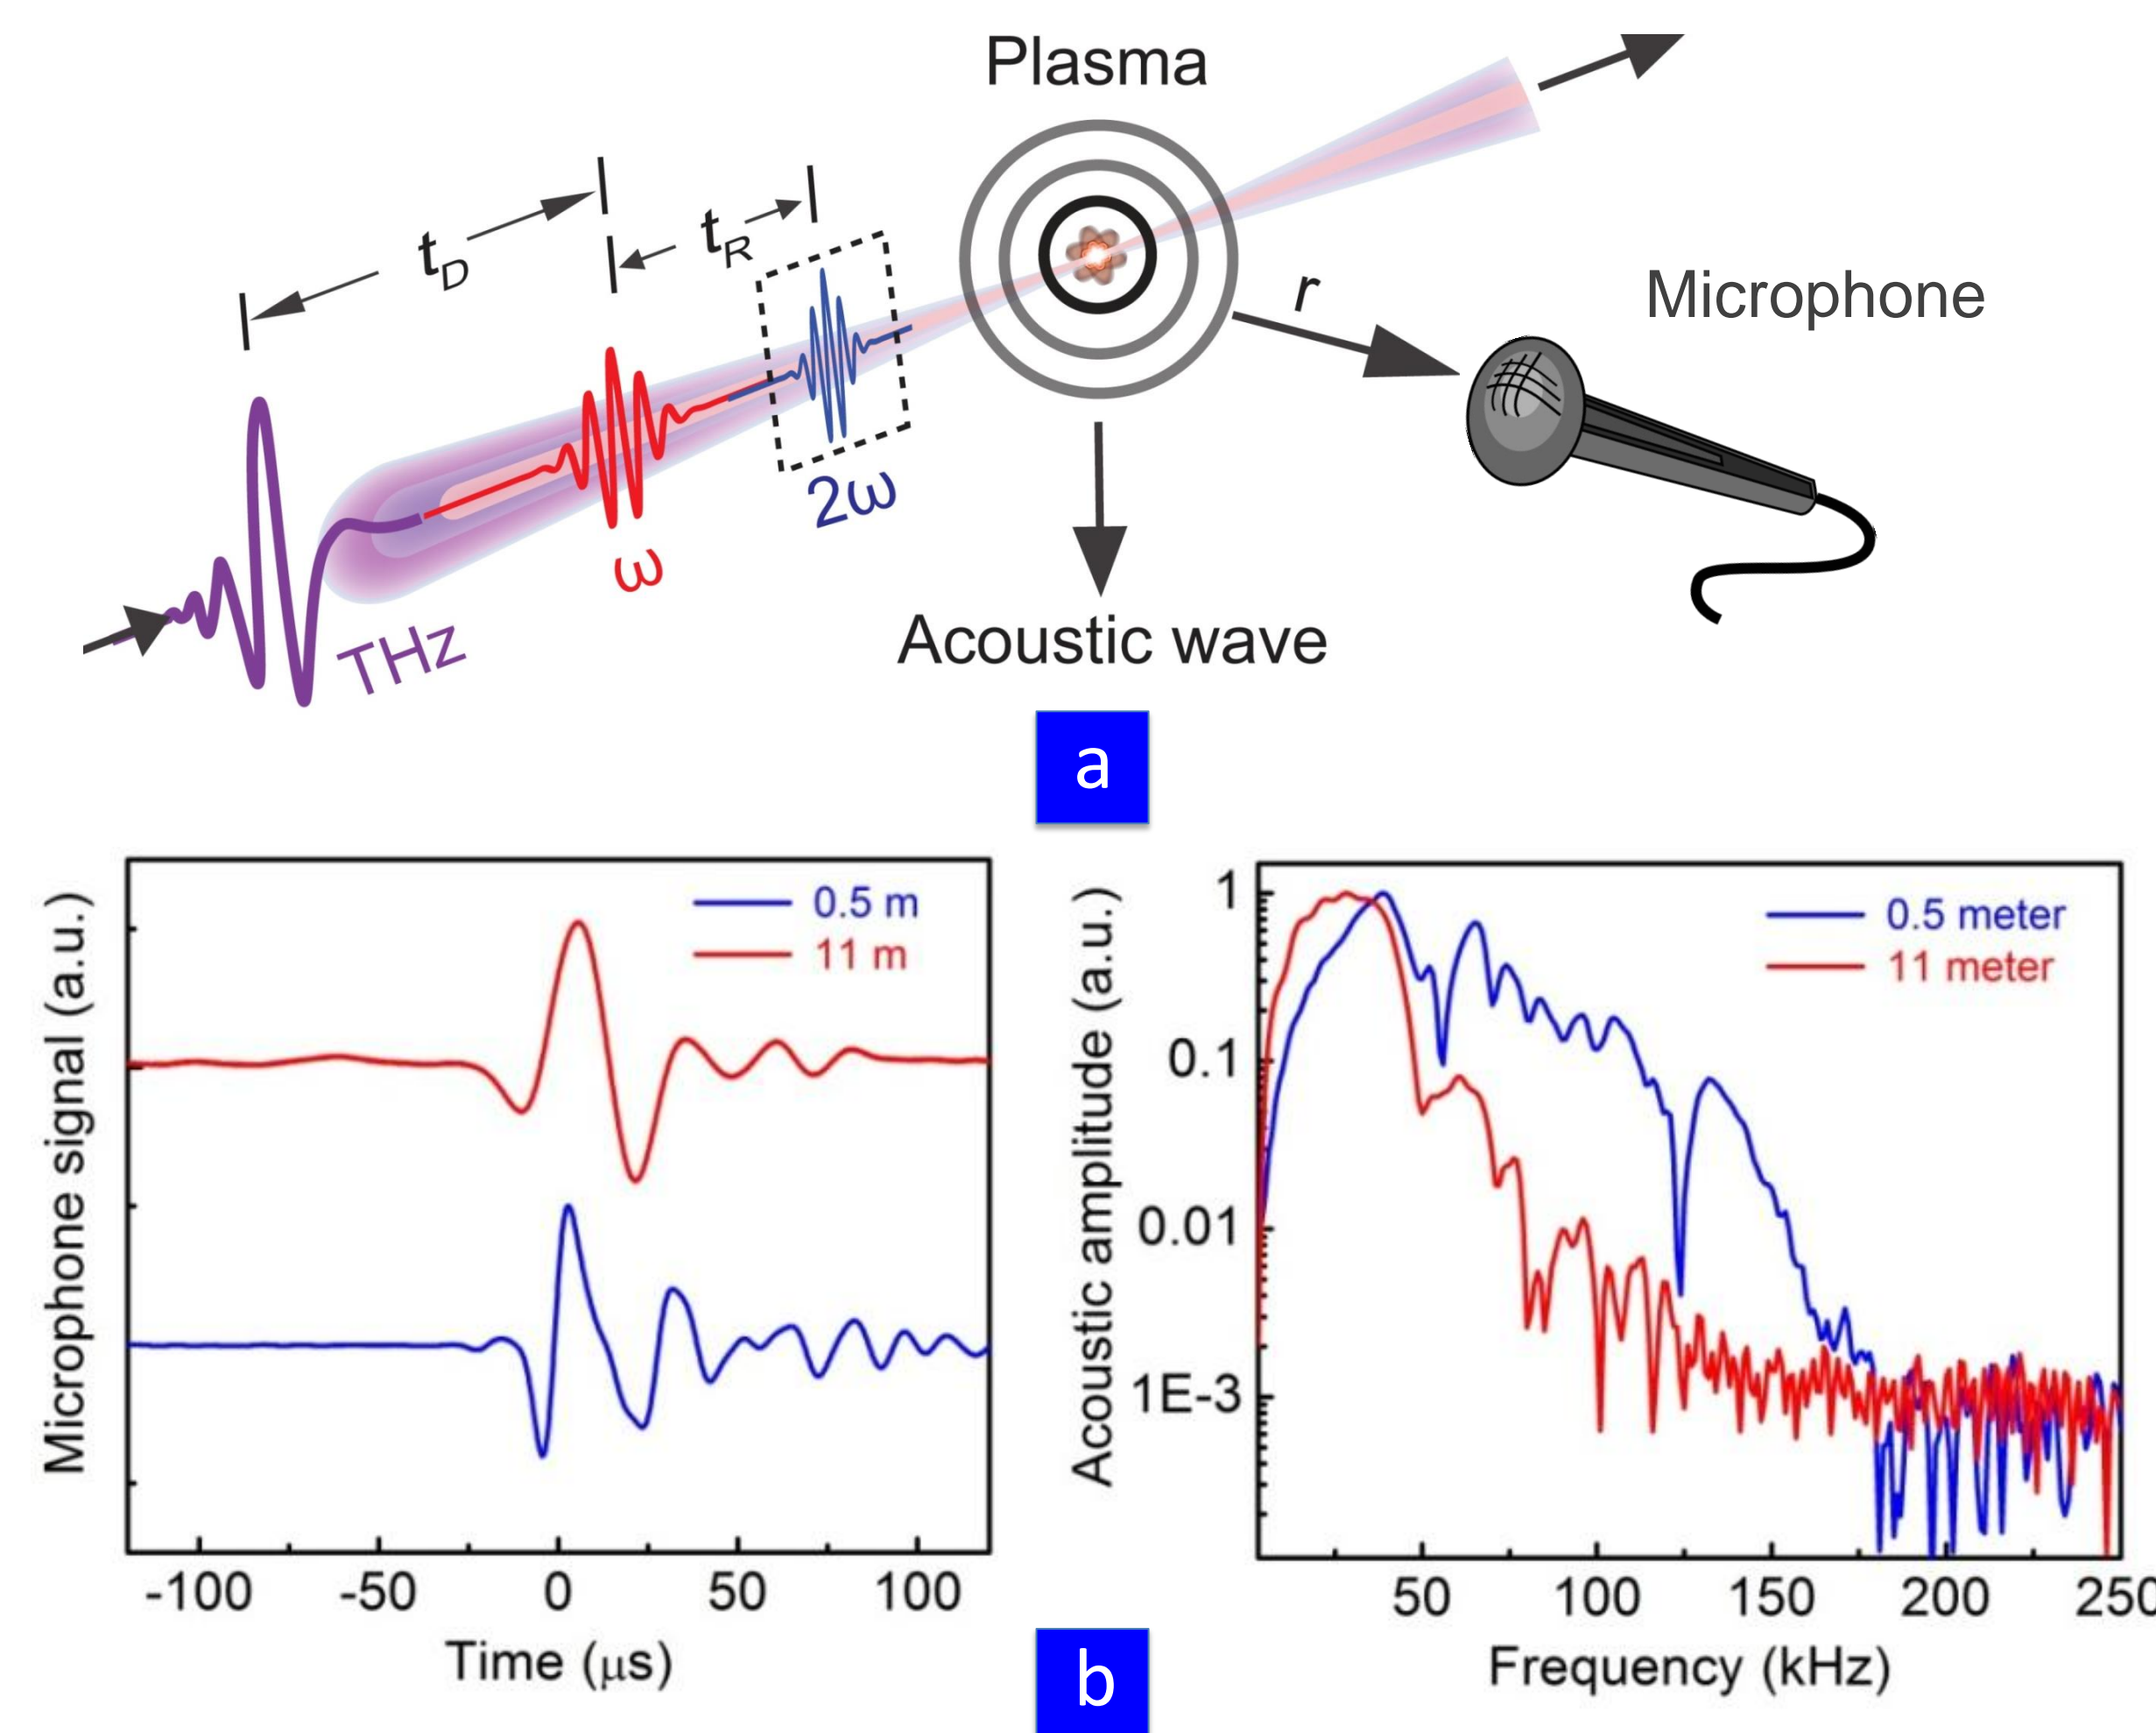 Plasma
t_D
t_R
r
Microphone
2ω
ω
THz
Acoustic wave
a
Microphone signal (a.u.)
0.5 m
11 m
-100 -50 0 50 100
Time (μs)
Acoustic amplitude (a.u.)
1
0.1
0.01
1E-3
0.5 meter
11 meter
50 100 150 200 250
Frequency (kHz)
b